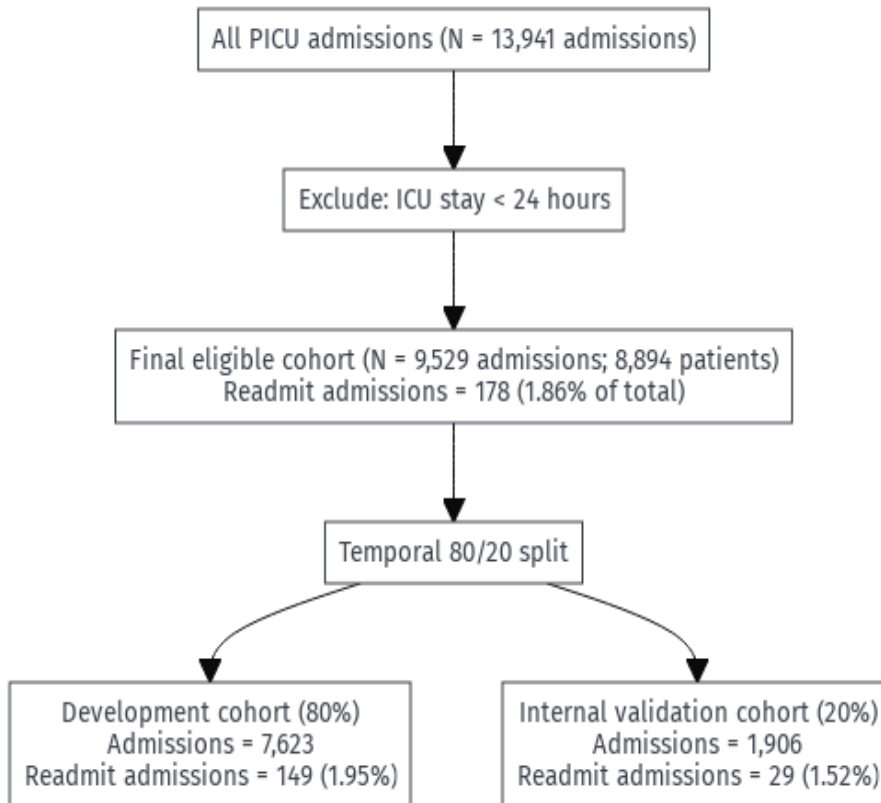 All PICU admissions (N = 13,941 admissions)
Exclude: ICU stay < 24 hours
Final eligible cohort (N = 9,529 admissions; 8,894 patients)
Readmit admissions = 178 (1.86% of total)
Temporal 80/20 split
Development cohort (80%)
Admissions = 7,623
Readmit admissions = 149 (1.95%)
Internal validation cohort (20%)
Admissions = 1,906
Readmit admissions = 29 (1.52%)